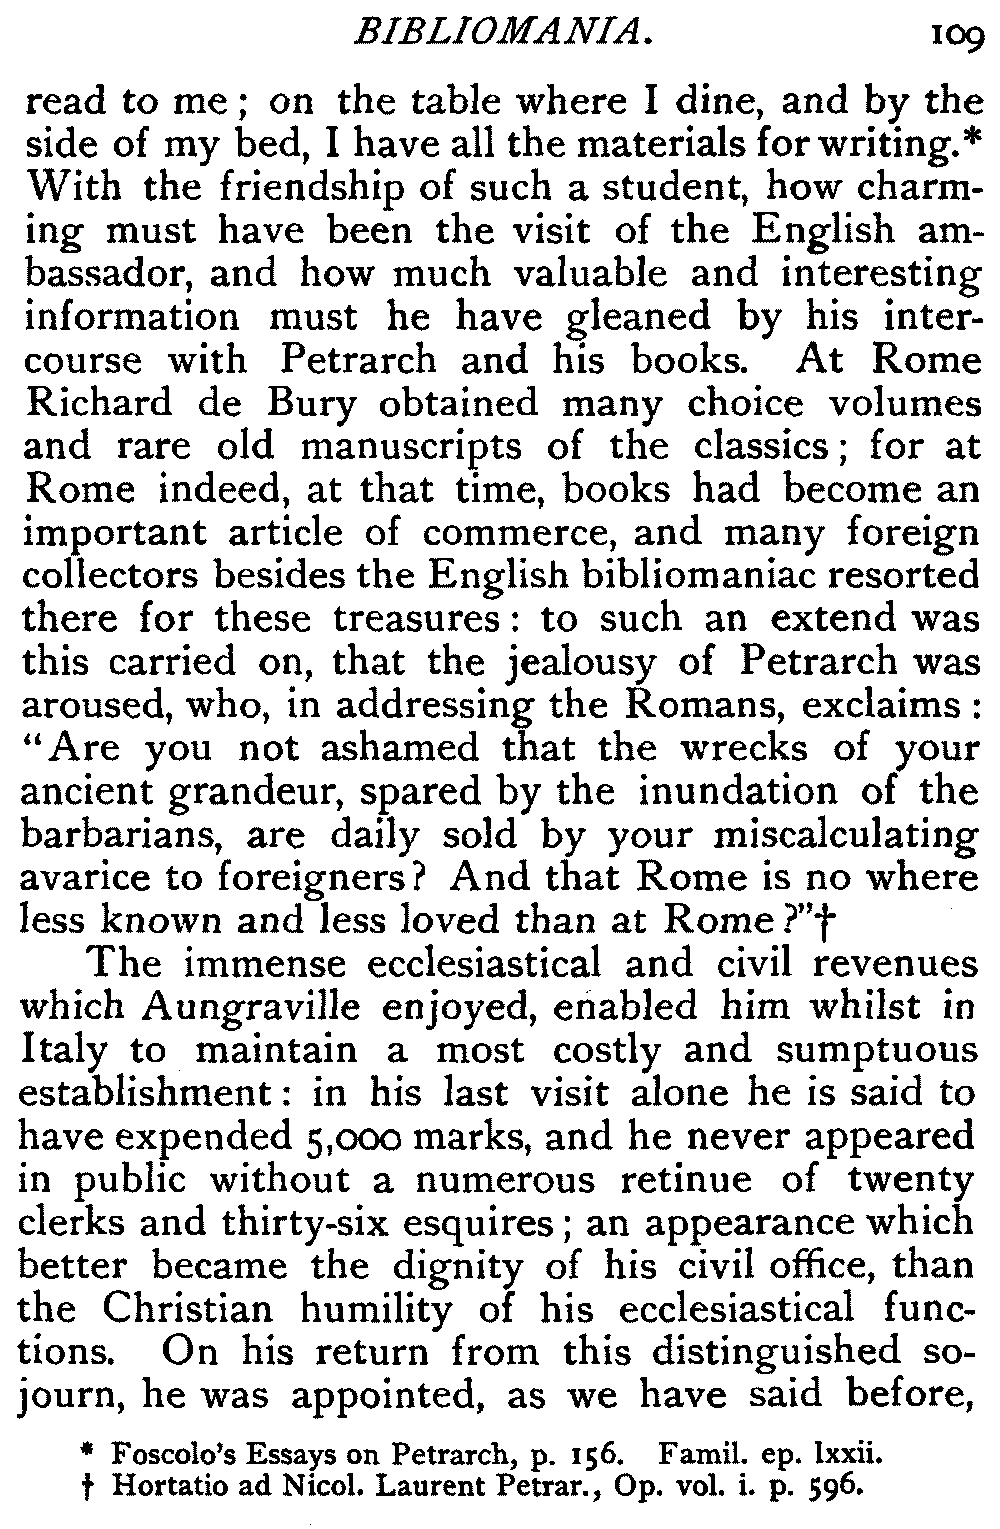 BIBLIOMANIA. 109
read to me ; on the table where I dine, and by the
side of my bed, I have all the materials for writing.*
With the friendship of such a student, how charm-
ing must have been the visit of the English am-
bassador, and how much valuable and interesting
information must he have gleaned by his inter-
course with Petrarch and his books. At Rome
Richard de Bury obtained many choice volumes
and rare old manuscripts of the classics ; for at
Rome indeed, at that time, books had become an
important article of commerce, and many foreign
collectors besides the English bibliomaniac resorted
there for these treasures : to such an extend was
this carried on, that the jealousy of Petrarch was
aroused, who, in addressing the Romans, exclaims :
“Are you not ashamed that the wrecks of your
ancient grandeur, spared by the inundation of the
barbarians, are daily sold by your miscalculating
avarice to foreigners? And that Rome is no where
less known and less loved than at Rome ?”†
The immense ecclesiastical and civil revenues
which Aungraville enjoyed, enabled him whilst in
Italy to maintain a most costly and sumptuous
establishment : in his last visit alone he is said to
have expended 5,000 marks, and he never appeared
in public without a numerous retinue of twenty
clerks and thirty-six esquires ; an appearance which
better became the dignity of his civil office, than
the Christian humility of his ecclesiastical func-
tions. On his return from this distinguished so-
journ, he was appointed, as we have said before,
* Foscolo’s Essays on Petrarch, p. 156. Famil. ep. lxxii.
† Hortatio ad Nicol. Laurent Petrar., Op. vol. i. p. 596.